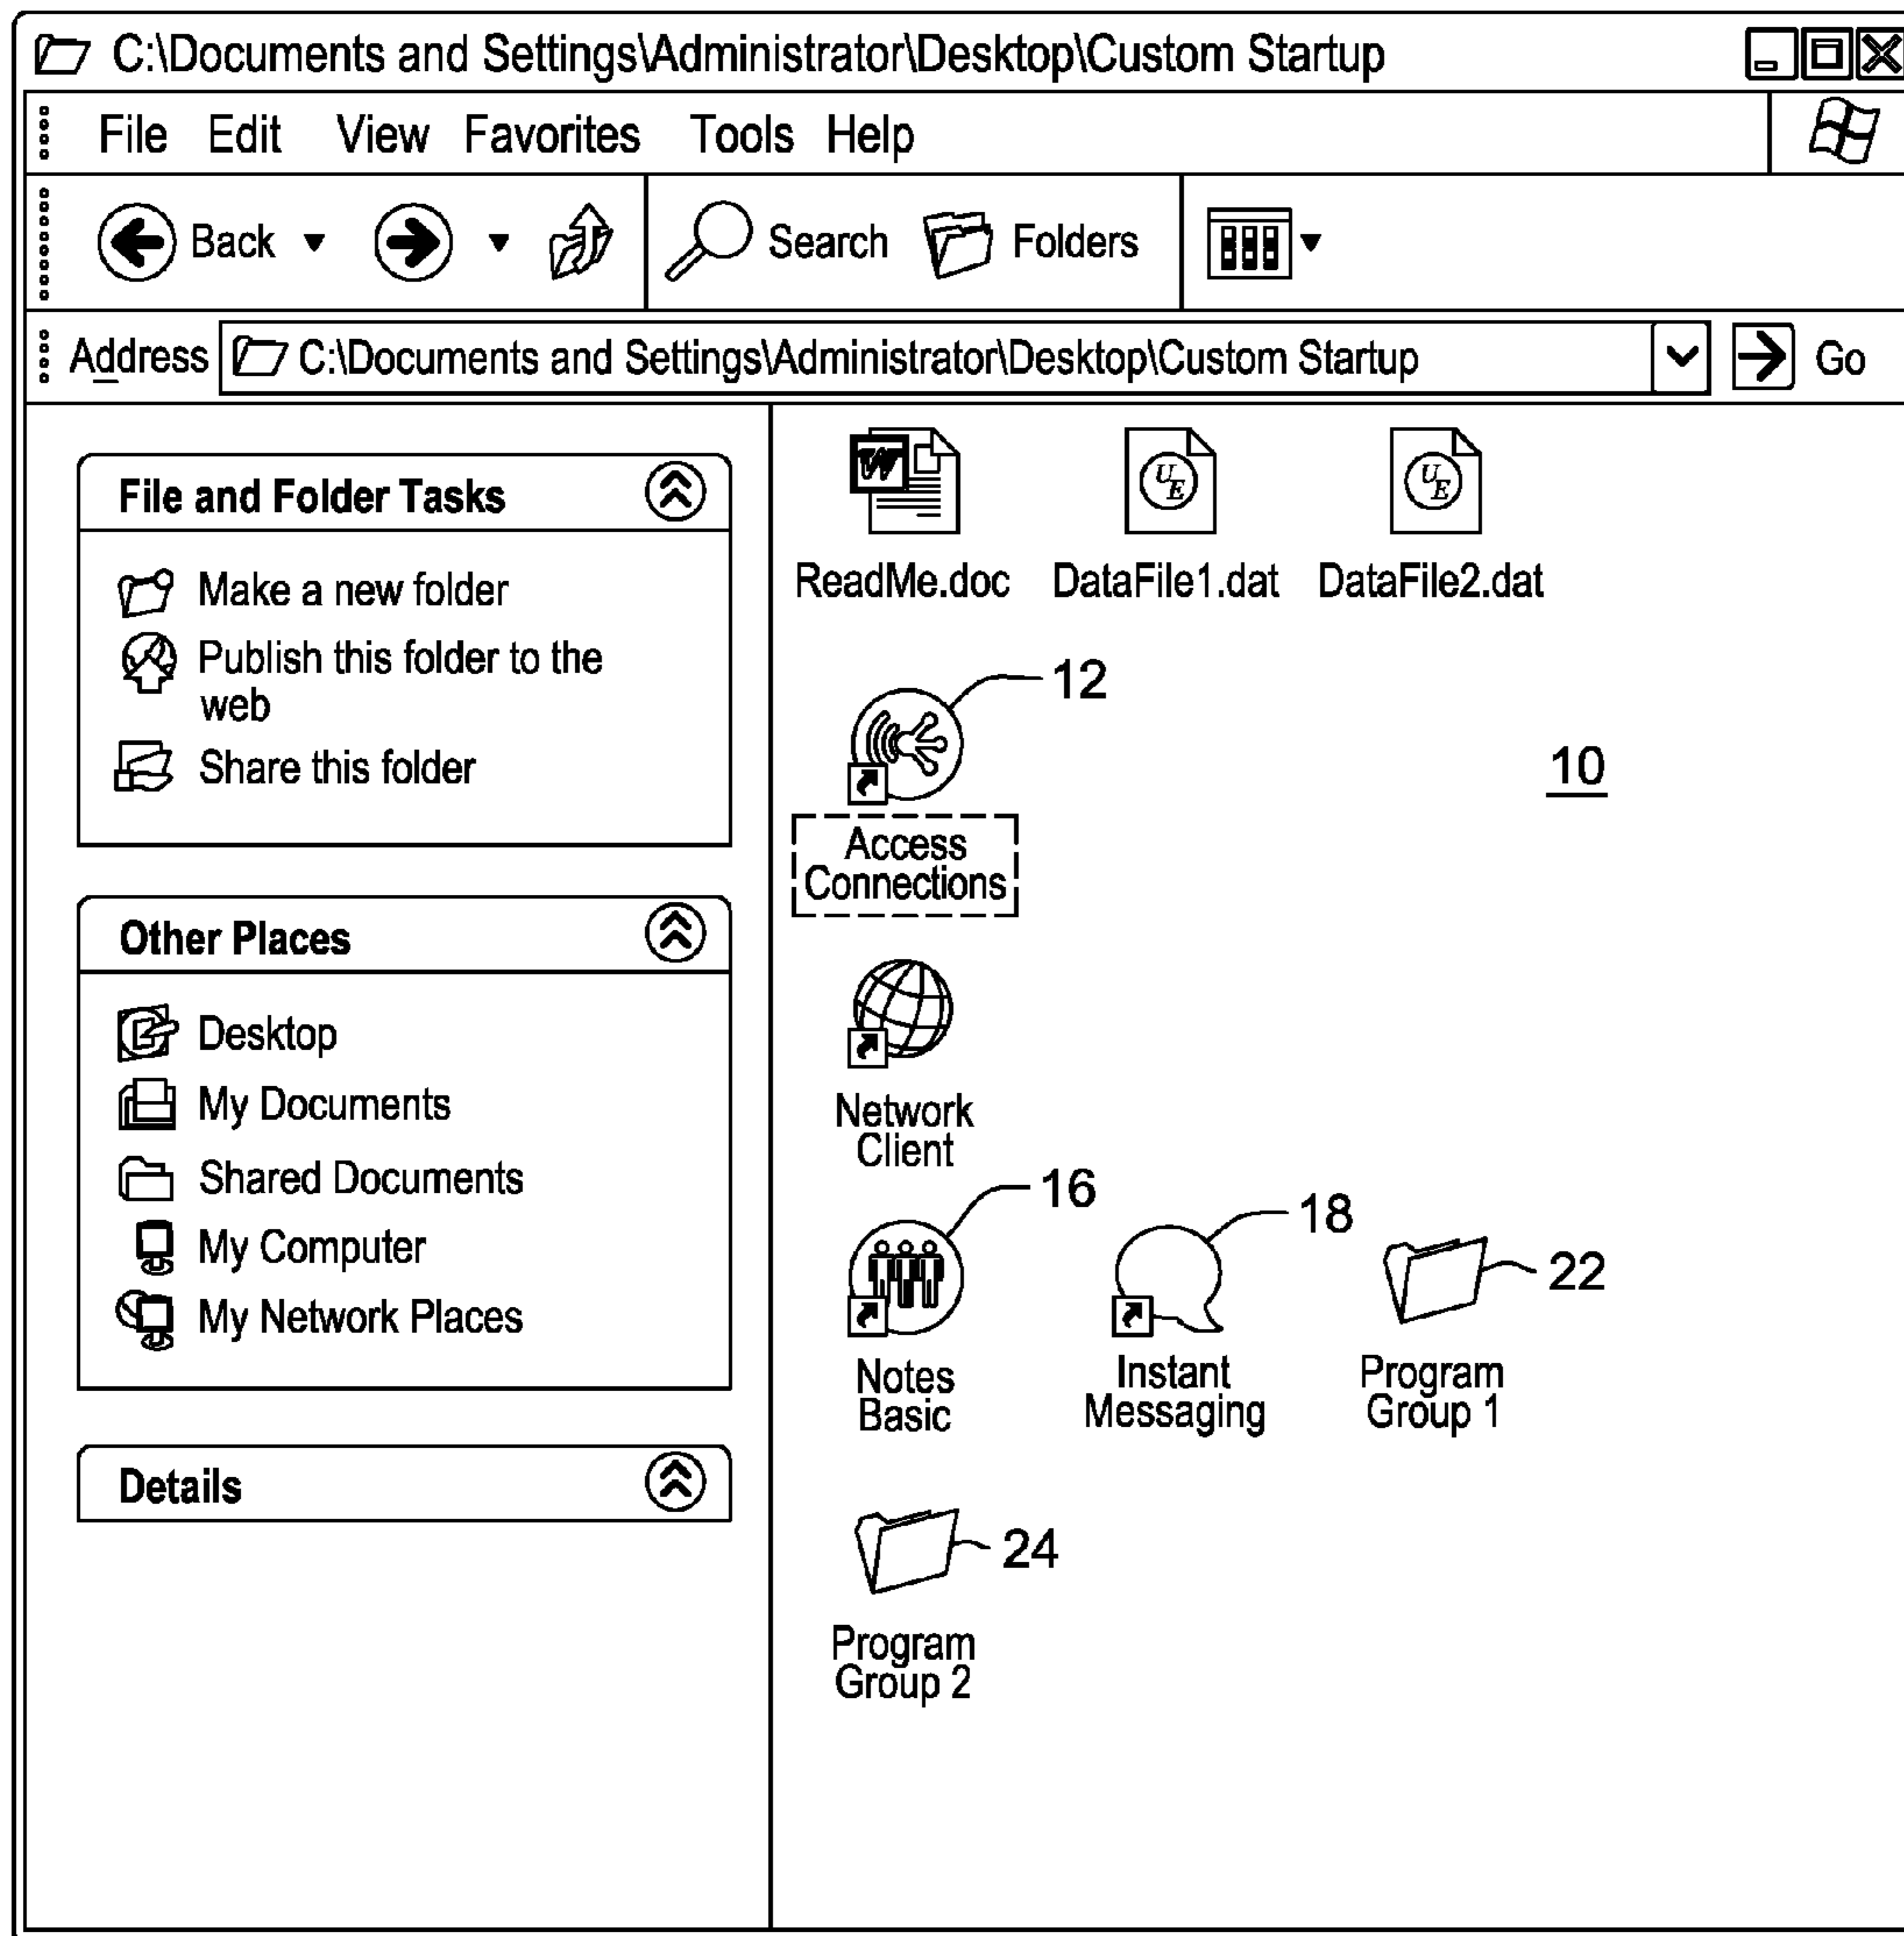 C:\Documents and Settings\Administrator\Desktop\Custom Startup
File Edit View Favorites Tools Help
Back Search Folders
Address C:\Documents and Settings\Administrator\Desktop\Custom Startup Go
File and Folder Tasks
Make a new folder
Publish this folder to the
web
Share this folder
Other Places
Desktop
My Documents
Shared Documents
My Computer
My Network Places
Details
W UE UE
ReadMe.doc DataFile1.dat DataFile2.dat
12
10
Access
Connections
Network
Client
16 18 22
Notes
Basic
Instant
Messaging
Program
Group 1
24
Program
Group 2